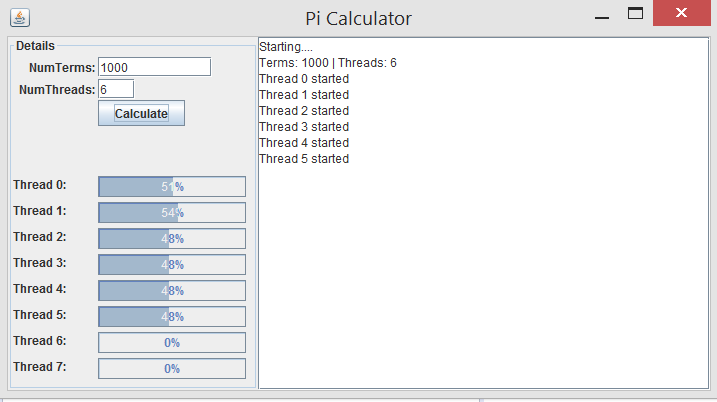 Pi Calculator
Details
NumTerms: 1000
NumThreads: 6
Calculate
Thread 0: 51%
Thread 1: 54%
Thread 2: 48%
Thread 3: 48%
Thread 4: 48%
Thread 5: 48%
Thread 6: 0%
Thread 7: 0%
Starting....
Terms: 1000 | Threads: 6
Thread 0 started
Thread 1 started
Thread 2 started
Thread 3 started
Thread 4 started
Thread 5 started